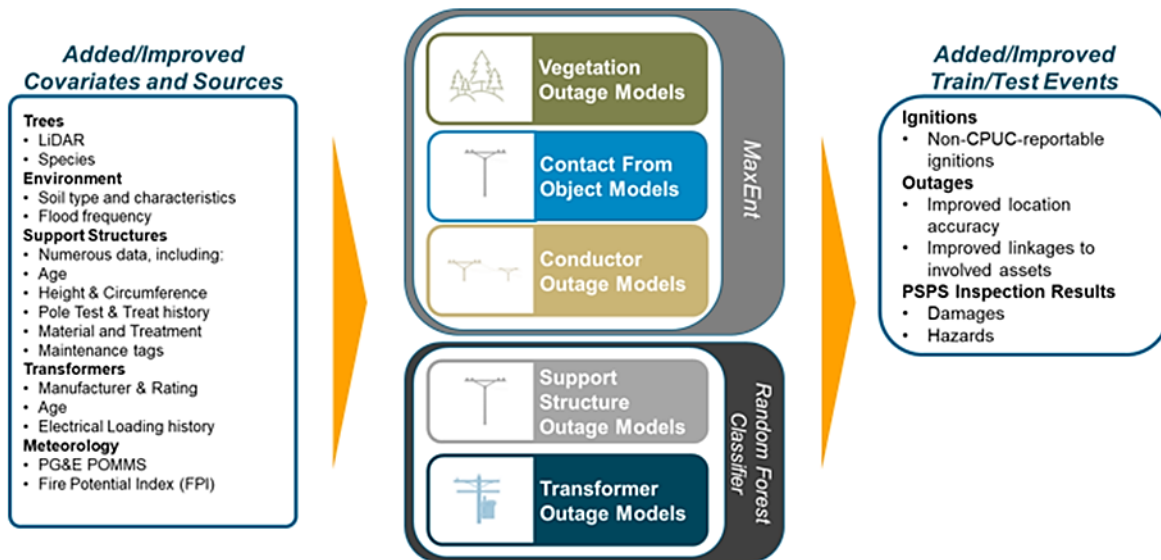 Added/Improved
Covariates and Sources
Trees
• LiDAR
• Species
Environment
• Soil type and characteristics
• Flood frequency
Support Structures
• Numerous data, including:
• Age
• Height & Circumference
• Pole Test & Treat history
• Material and Treatment
• Maintenance tags
Transformers
• Manufacturer & Rating
• Age
• Electrical Loading history
Meteorology
• PG&E POMMS
• Fire Potential Index (FPI)
Vegetation
Outage Models
Contact From
Object Models
Conductor
Outage Models
MaxEnt
Support
Structure
Outage Models
Transformer
Outage Models
Random Forest
Classifier
Added/Improved
Train/Test Events
Ignitions
• Non-CPUC-reportable
ignitions
Outages
• Improved location
accuracy
• Improved linkages to
involved assets
PSPS Inspection Results
• Damages
• Hazards